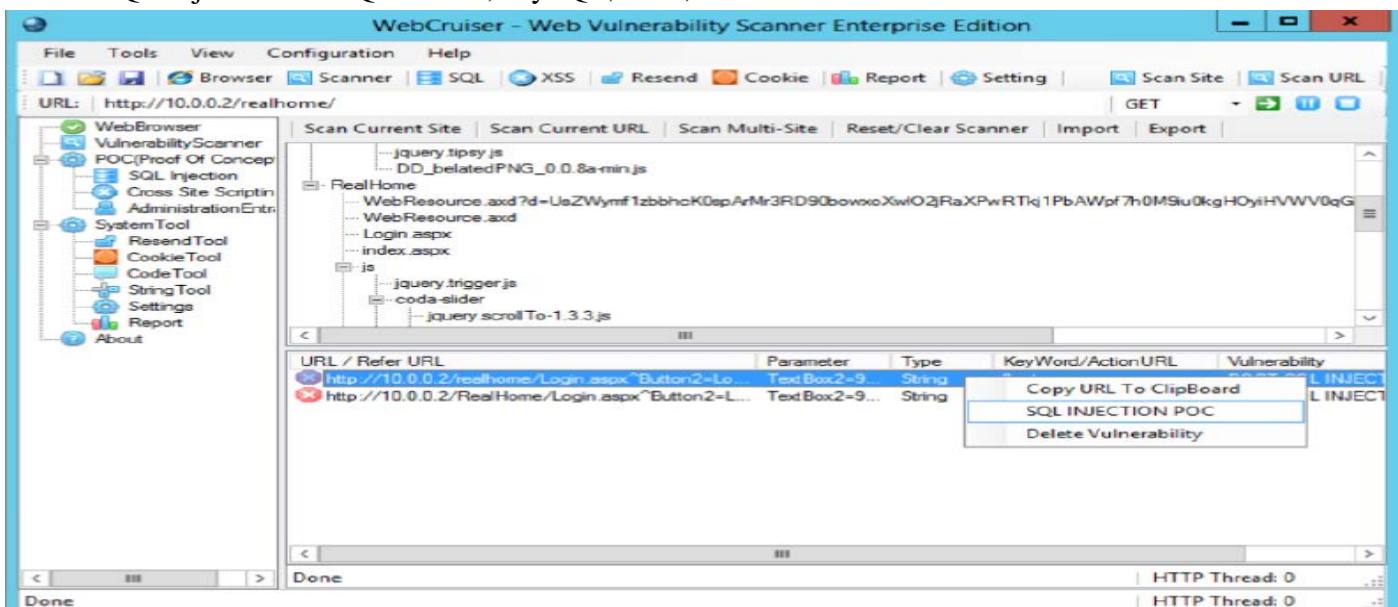 WebCruiser - Web Vulnerability Scanner Enterprise Edition
File Tools View Configuration Help
Browser Scanner SQL XSS Resend Cookie Report Setting Scan Site Scan URL
URL: http://10.0.0.2/realhome/ GET
WebBrowser
VulnerabilityScanner
POC(Proof Of Concep
SQL Injection
Cross Site Scriptin
AdministrationEntr
SystemTool
ResendTool
CookieTool
CodeTool
StringTool
Settings
Report
About
Scan Current Site Scan Current URL Scan Multi-Site Reset/Clear Scanner Import Export
jquery.tipsy.js
DD_belatedPNG_0.0.8a-min.js
RealHome
WebResource.axd
Login.aspx
index.aspx
js
jquery.trigger.js
coda-slider
jquery.scrollTo-1.3.3.js
URL / Refer URL Parameter Type KeyWord/ActionURL Vulnerability
http://10.0.0.2/realhome/Login.aspx^Button2=Lo... TextBox2=9... String L INJECT
http://10.0.0.2/RealHome/Login.aspx^Button2=L... TextBox2=9... String L INJECT
Copy URL To ClipBoard
SQL INJECTION POC
Delete Vulnerability
Done HTTP Thread: 0
Done HTTP Thread: 0